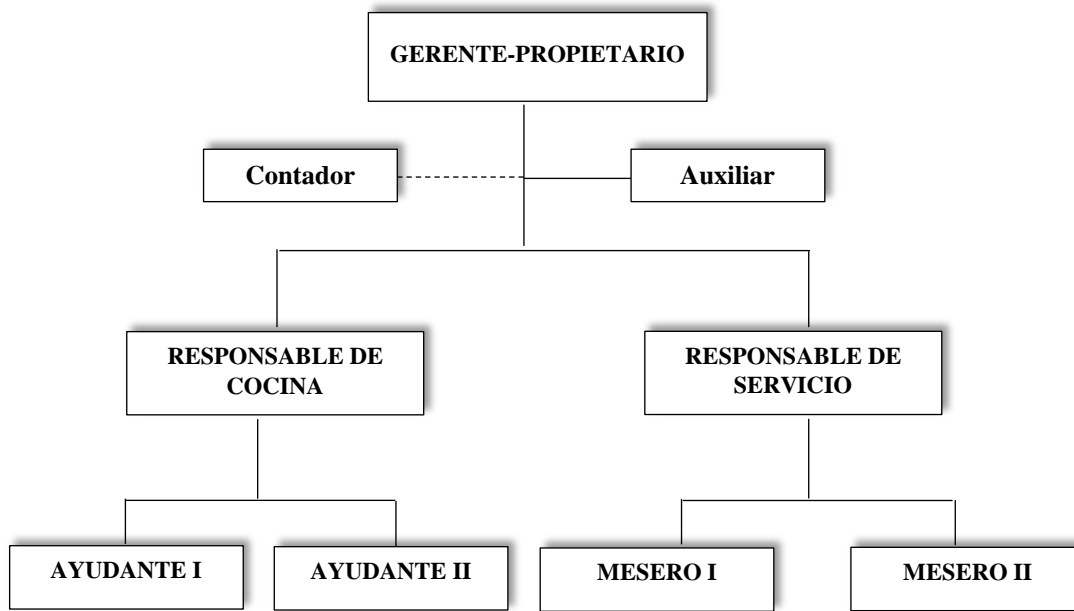 GERENTE-PROPIETARIO
Contador
Auxiliar
RESPONSABLE DE
COCINA
RESPONSABLE DE
SERVICIO
AYUDANTE I
AYUDANTE II
MESERO I
MESERO II